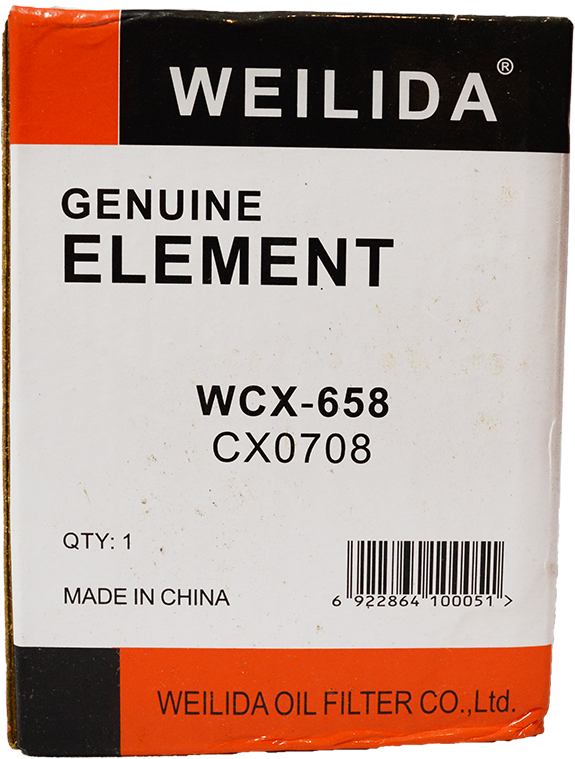 WEILIDA®
GENUINE
ELEMENT
WCX-658
CX0708
QTY: 1
MADE IN CHINA
6 922864 100051 >
WEILIDA OIL FILTER CO.,Ltd.